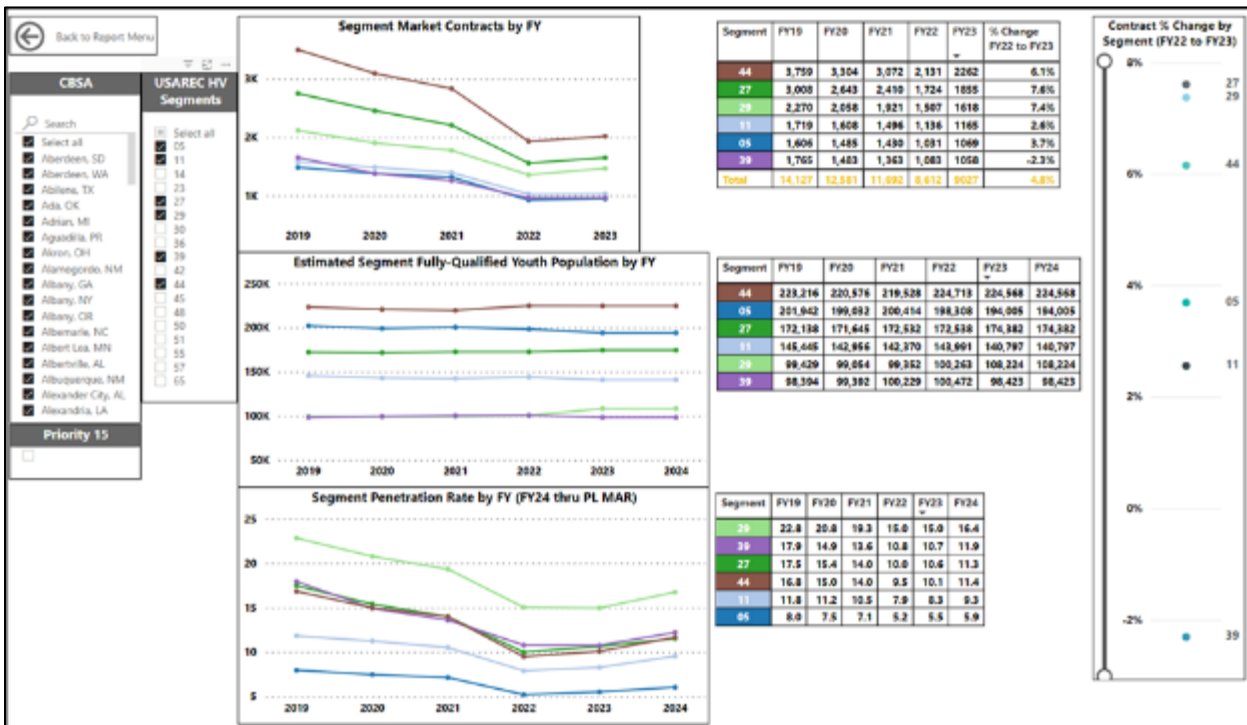 Back to Report Menu
CBSA
Search
Select all
Aberdeen, SD
Aberdeen, WA
Abilene, TX
Ada, OK
Adrian, MI
Aguadilla, PR
Akron, OH
Alamogordo, NM
Albany, GA
Albany, NY
Albany, OR
Albemarle, NC
Albert Lea, MN
Albertville, AL
Albuquerque, NM
Alexander City, AL
Alexandria, LA
Priority 15
USAREC HV
Segments
Select all
05
11
14
23
27
29
30
36
39
42
44
45
48
50
51
55
57
65
Segment Market Contracts by FY
3K
2K
1K
2019 2020 2021 2022 2023
Segment FY19 FY20 FY21 FY22 FY23 % Change
FY22 to FY23
44 3,759 3,304 3,072 2,131 2262 6.1%
27 3,008 2,643 2,410 1,724 1855 7.6%
29 2,270 2,058 1,921 1,507 1618 7.4%
11 1,719 1,608 1,496 1,136 1165 2.6%
05 1,606 1,485 1,430 1,031 1069 3.7%
39 1,765 1,483 1,363 1,083 1058 -2.3%
Total 14,127 12,581 11,692 8,612 9027 4.8%
Estimated Segment Fully-Qualified Youth Population by FY
250K
200K
150K
100K
50K
2019 2020 2021 2022 2023 2024
Segment FY19 FY20 FY21 FY22 FY23 FY24
44 223,216 220,576 219,528 224,713 224,568 224,568
05 201,942 199,032 200,414 198,308 194,005 194,005
27 172,138 171,645 172,532 172,538 174,382 174,382
11 145,445 142,956 142,370 143,991 140,797 140,797
29 99,429 99,054 99,352 100,263 108,224 108,224
39 98,394 99,392 100,229 100,472 98,423 98,423
Segment Penetration Rate by FY (FY24 thru PL MAR)
25
20
15
10
5
2019 2020 2021 2022 2023 2024
Segment FY19 FY20 FY21 FY22 FY23 FY24
29 22.8 20.8 19.3 15.0 15.0 16.4
39 17.9 14.9 13.6 10.8 10.7 11.9
27 17.5 15.4 14.0 10.0 10.6 11.3
44 16.8 15.0 14.0 9.5 10.1 11.4
11 11.8 11.2 10.5 7.9 8.3 9.3
05 8.0 7.5 7.1 5.2 5.5 5.9
Contract % Change by
Segment (FY22 to FY23)
8%
27
29
6%
44
4%
05
11
2%
0%
-2%
39